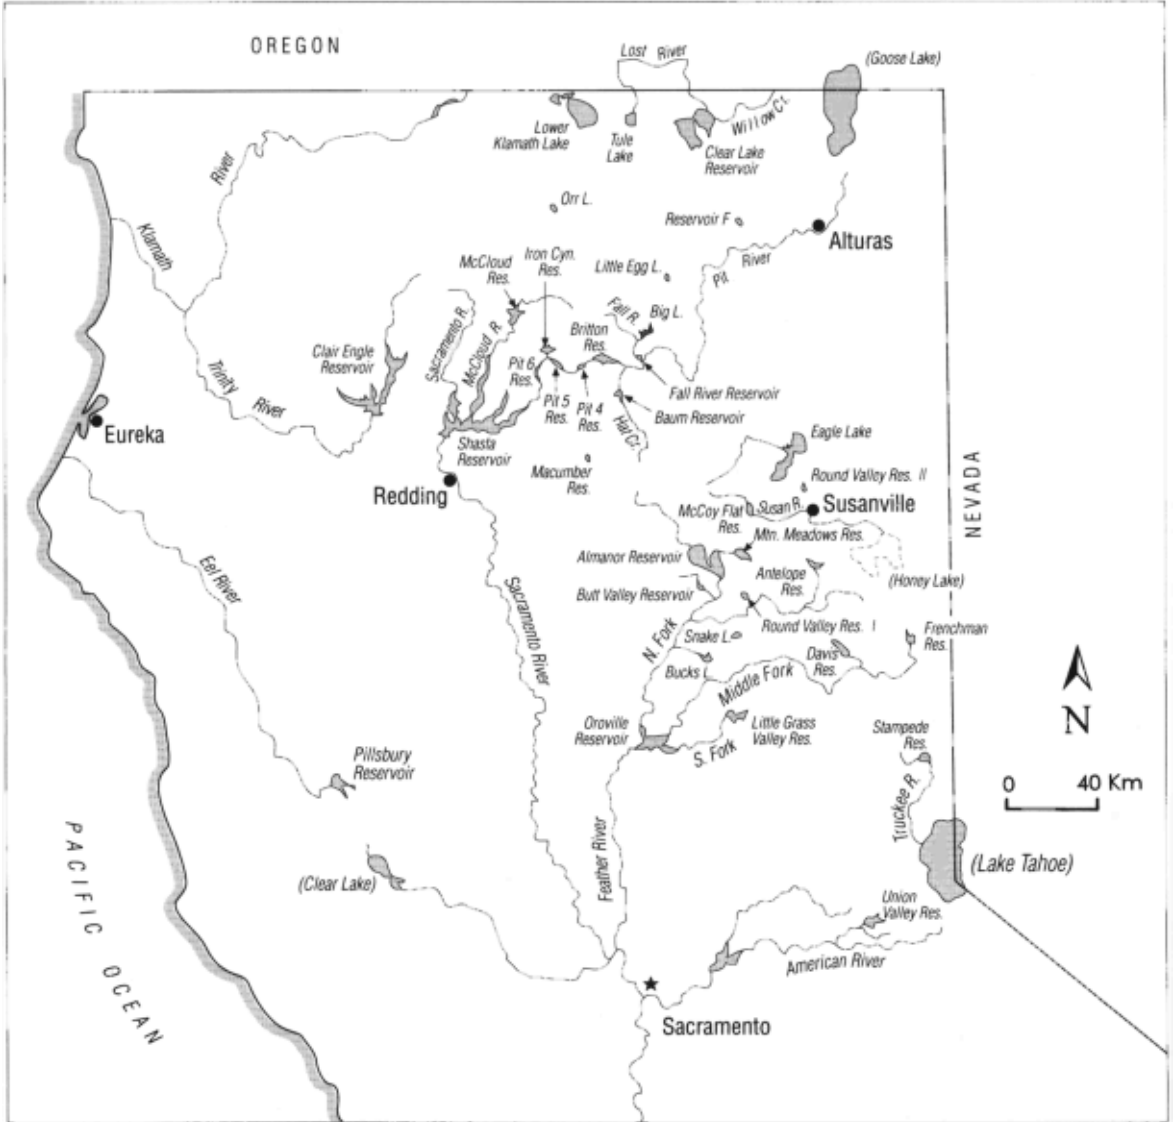 OREGON
Lost River
(Goose Lake)
Willow Cr.
Lower
Klamath Lake
Tule
Lake
Clear Lake
Reservoir
River
Klamath
Orr L.
Reservoir F
Alturas
Pit River
Iron Cyn.
Res.
McCloud
Res.
Little Egg L.
Fall R.
Big L.
Sacramento R.
McCloud R.
Britton
Res.
Clair Engle
Reservoir
Pit 6
Res.
Trinity River
Fall River Reservoir
Pit 5
Res.
Pit 4
Res.
Baum Reservoir
Hat Cr.
Eureka
Shasta
Reservoir
Eagle Lake
NEVADA
Macumber
Res.
Round Valley Res. II
Redding
McCoy Flat
Res.
Susan R.
Susanville
Mtn. Meadows Res.
Almanor Reservoir
Eel River
Antelope
Res.
(Honey Lake)
Butt Valley Reservoir
Sacramento River
Round Valley Res. I
Frenchman
Res.
N. Fork
Snake L.
Bucks L.
Middle Fork
Davis
Res.
N
Oroville
Reservoir
S. Fork
Little Grass
Valley Res.
Stampede
Res.
Pillsbury
Reservoir
0 40 Km
Truckee R.
PACIFIC OCEAN
Feather River
(Clear Lake)
(Lake Tahoe)
Union
Valley Res.
American River
Sacramento